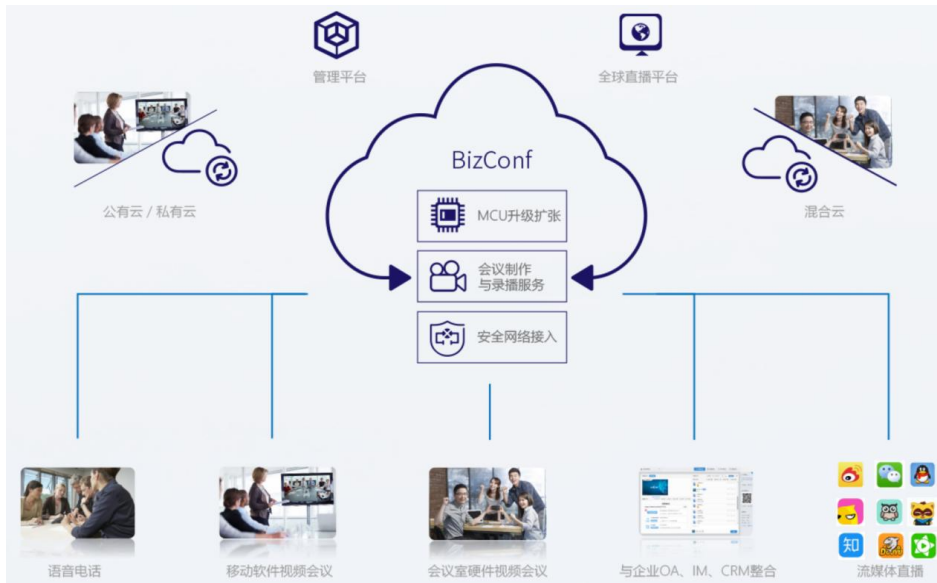 管理平台
全球直播平台
BizConf
MCU升级扩张
公有云 / 私有云
混合云
会议制作
与录播服务
安全网络接入
语音电话
移动软件视频会议
会议室硬件视频会议
与企业OA、IM、CRM整合
知
流媒体直播